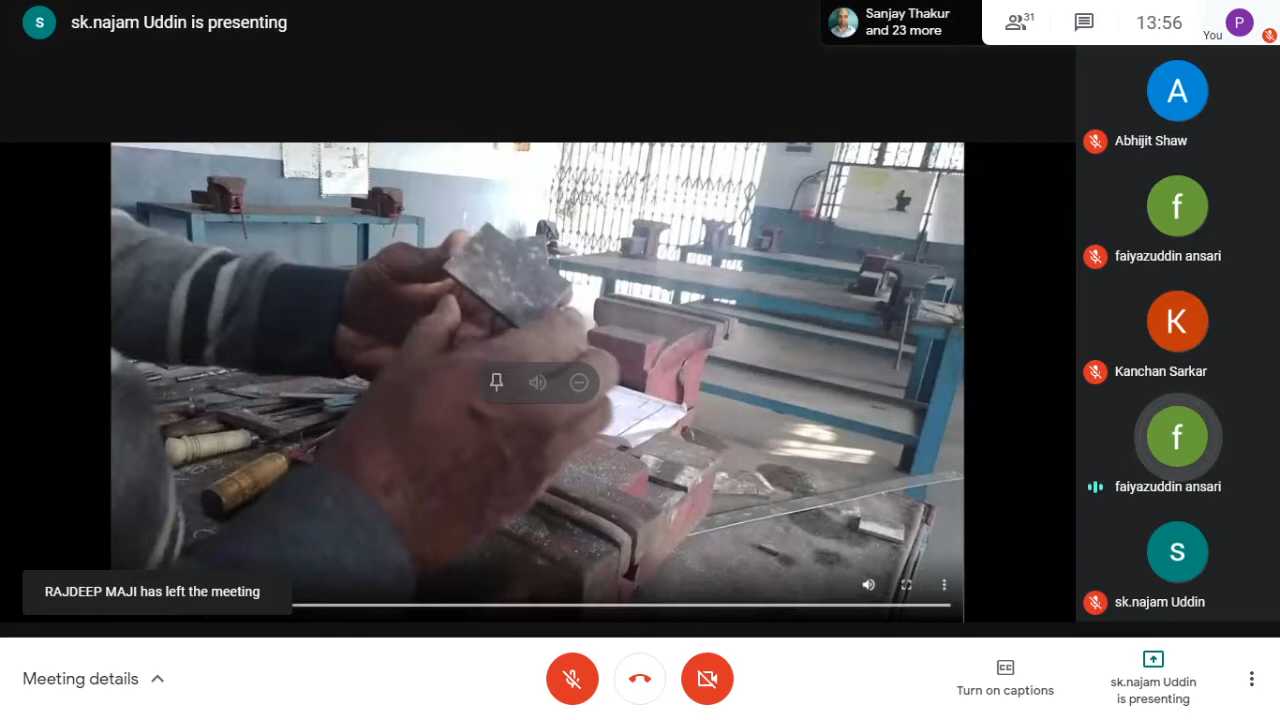 s
sk.najam Uddin is presenting
Sanjay Thakur
and 23 more
31
13:56
You
P
A
Abhijit Shaw
f
faiyazuddin ansari
K
Kanchan Sarkar
f
faiyazuddin ansari
s
sk.najam Uddin
RAJDEEP MAJI has left the meeting
Meeting details
CC
Turn on captions
sk.najam Uddin
is presenting